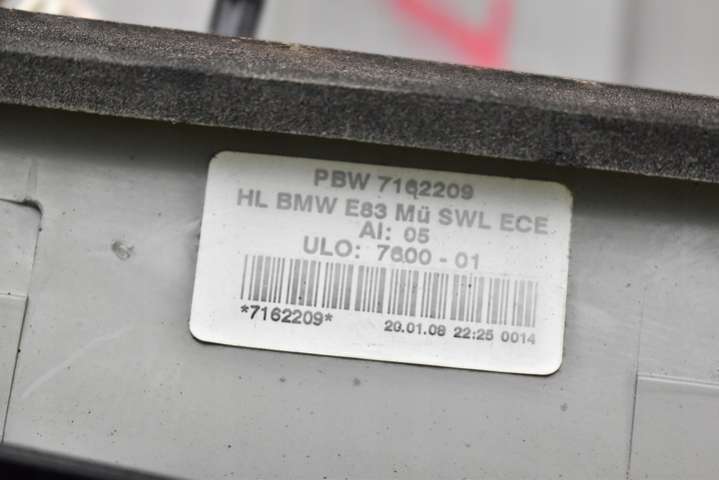 PBW 7162209
HL BMW E83 Mü SWL ECE
AI: 05
ULO: 7600 - 01
*7162209* 20.01.08 22:25 0014